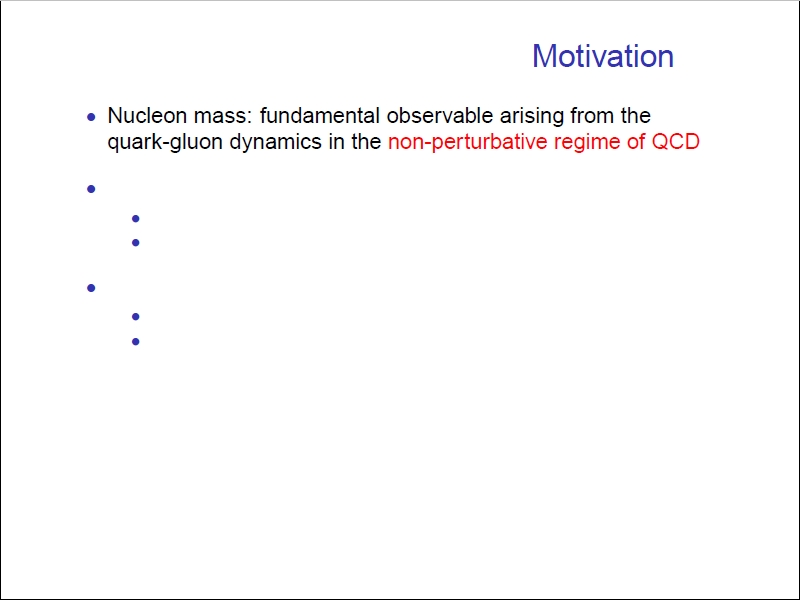 Motivation
• Nucleon mass: fundamental observable arising from the
quark-gluon dynamics in the non-perturbative regime of QCD
•
•
•
•
•
•